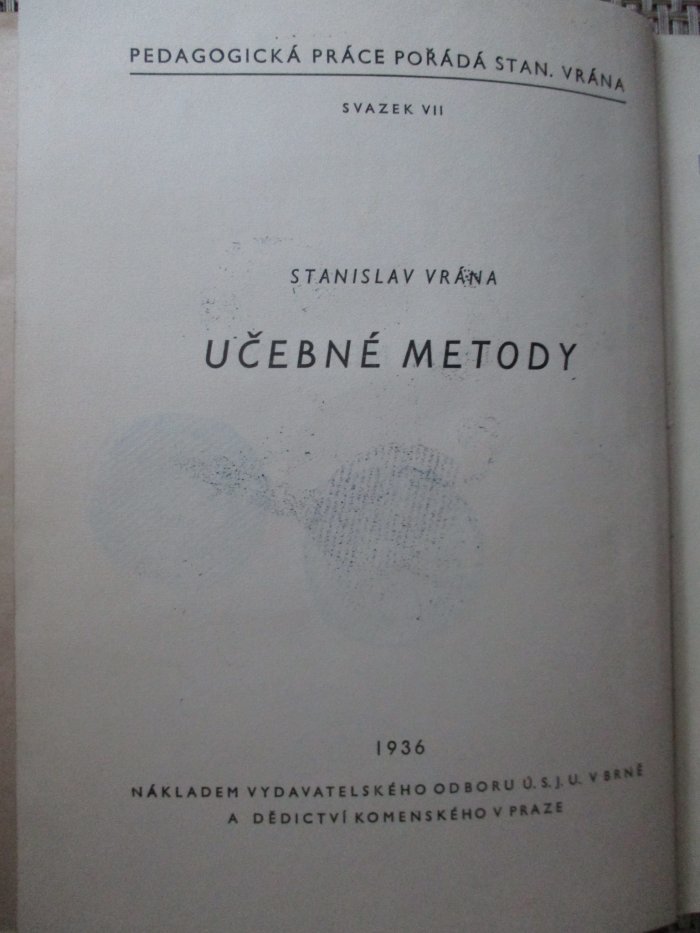 PEDAGOGICKÁ PRÁCE POŘÁDÁ STAN. VRÁNA
SVAZEK VII
STANISLAV VRÁNA
UČEBNÉ METODY
1936
NÁKLADEM VYDAVATELSKÉHO ODBORU Ú. S. J. U. V BRNĚ
A DĚDICTVÍ KOMENSKÉHO V PRAZE